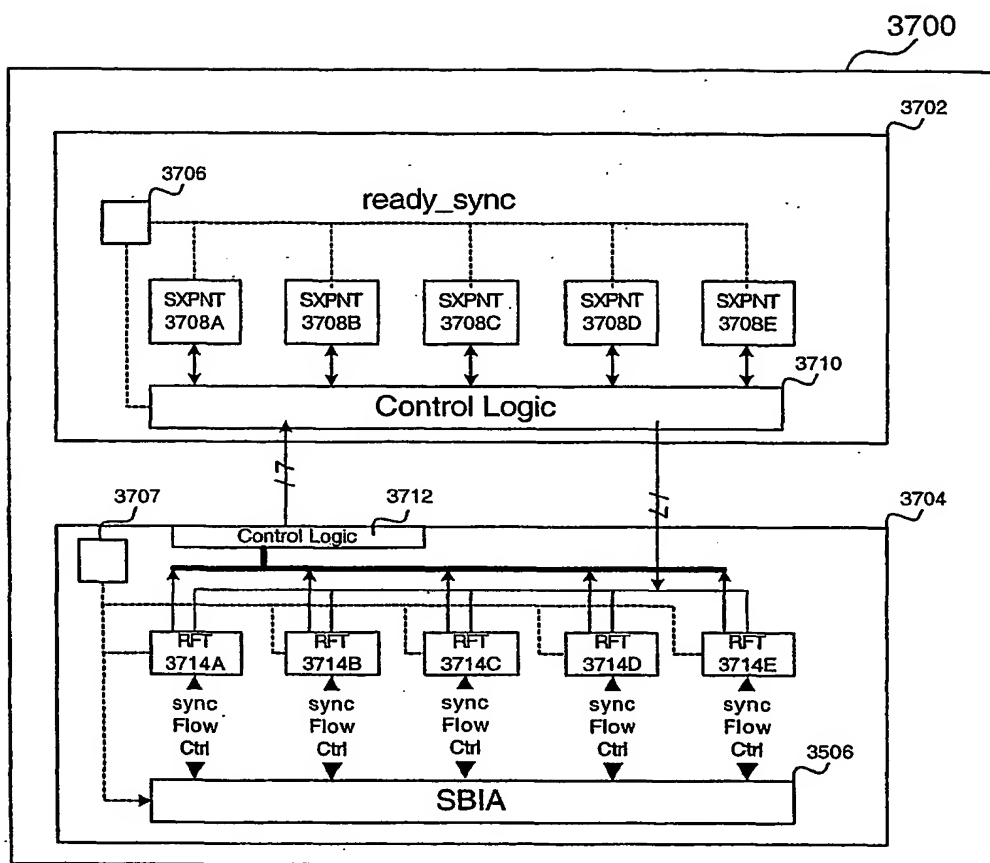 3700
3702
3706
ready_sync
SXPNT 3708A
SXPNT 3708B
SXPNT 3708C
SXPNT 3708D
SXPNT 3708E
3710
Control Logic
17
17
3707
3712
3704
Control Logic
RFT 3714A
RFT 3714B
RFT 3714C
RFT 3714D
RFT 3714E
sync Flow Ctrl
sync Flow Ctrl
sync Flow Ctrl
sync Flow Ctrl
sync Flow Ctrl
3506
SBIA